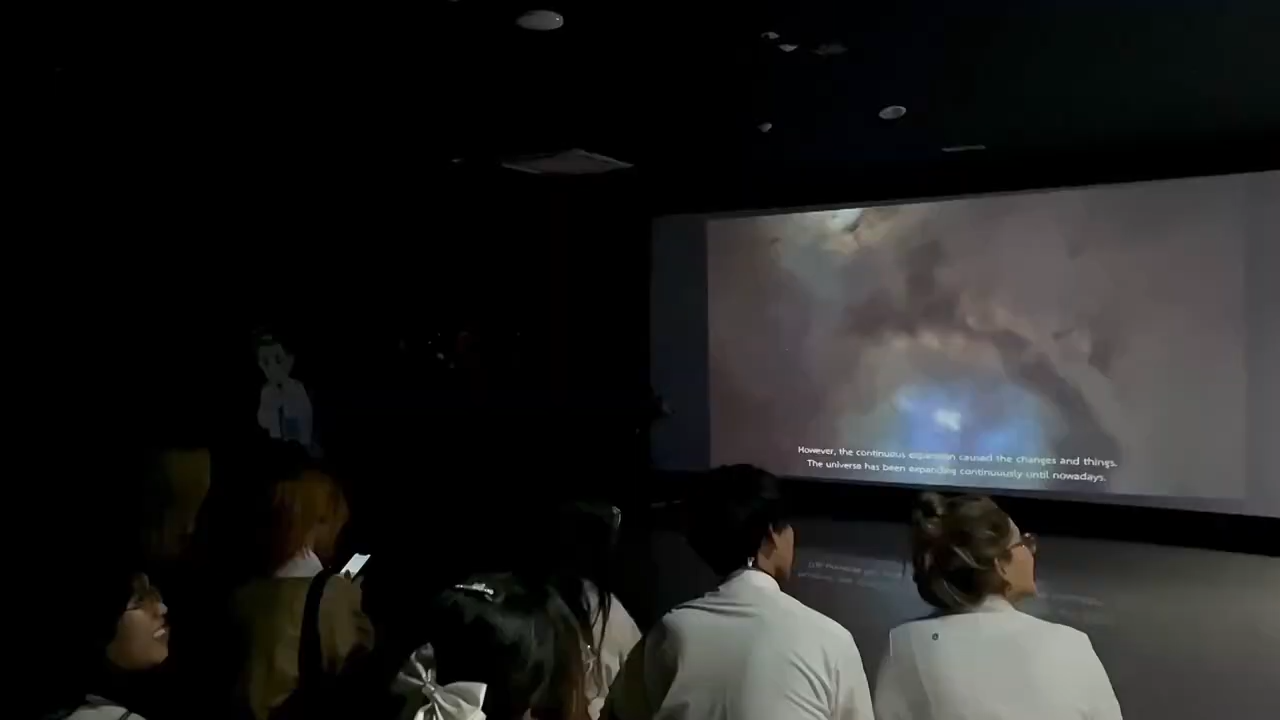 However, the continuous expansion caused the changes and things.
The universe has been expanding continuously until nowadays.